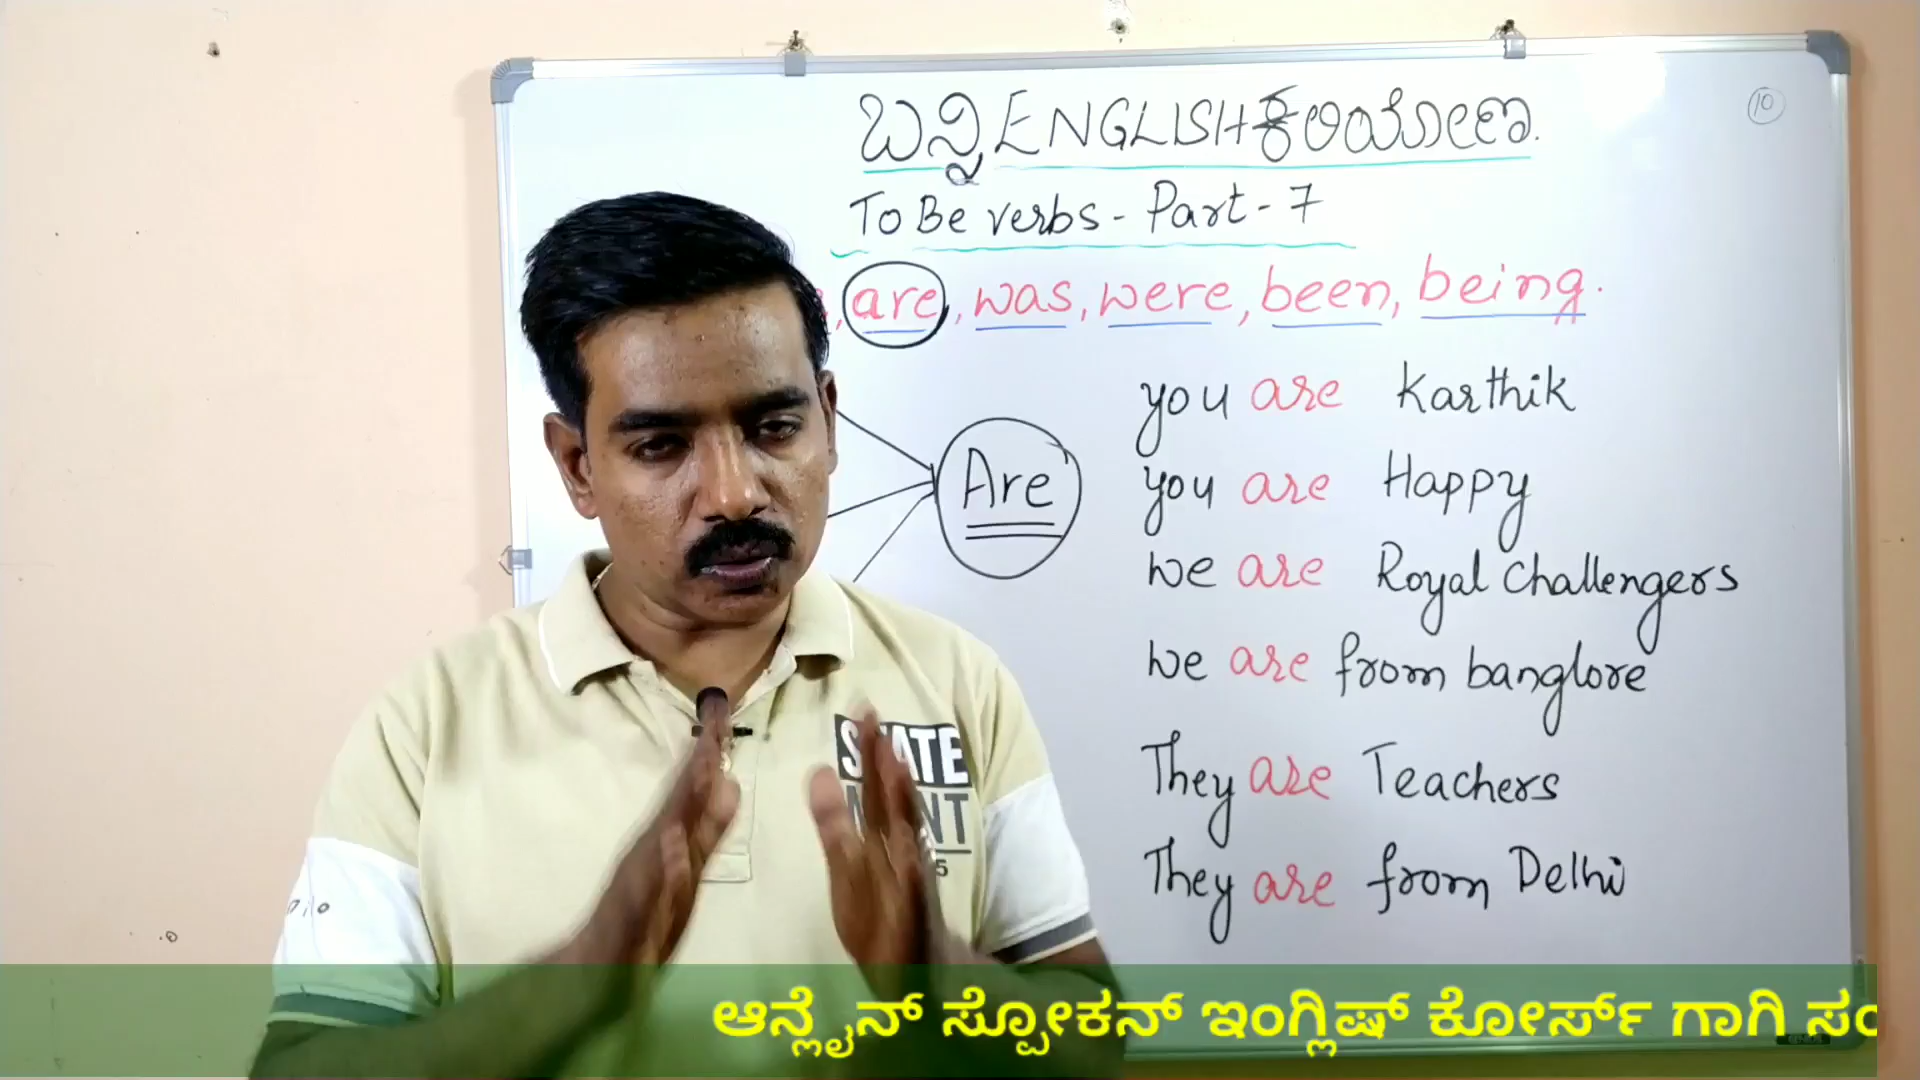 ಬನ್ನಿ ENGLISH ಕಲಿಯೋಣ.
10
To Be verbs - Part - 7
, are, was, were, been, being.
Are
you are Karthik
you are Happy
we are Royal challengers
we are from banglore
They are Teachers
They are from Delhi
ಆನ್ಲೈನ್ ಸ್ಪೋಕನ್ ಇಂಗ್ಲಿಷ್ ಕೋರ್ಸ್ ಗಾಗಿ